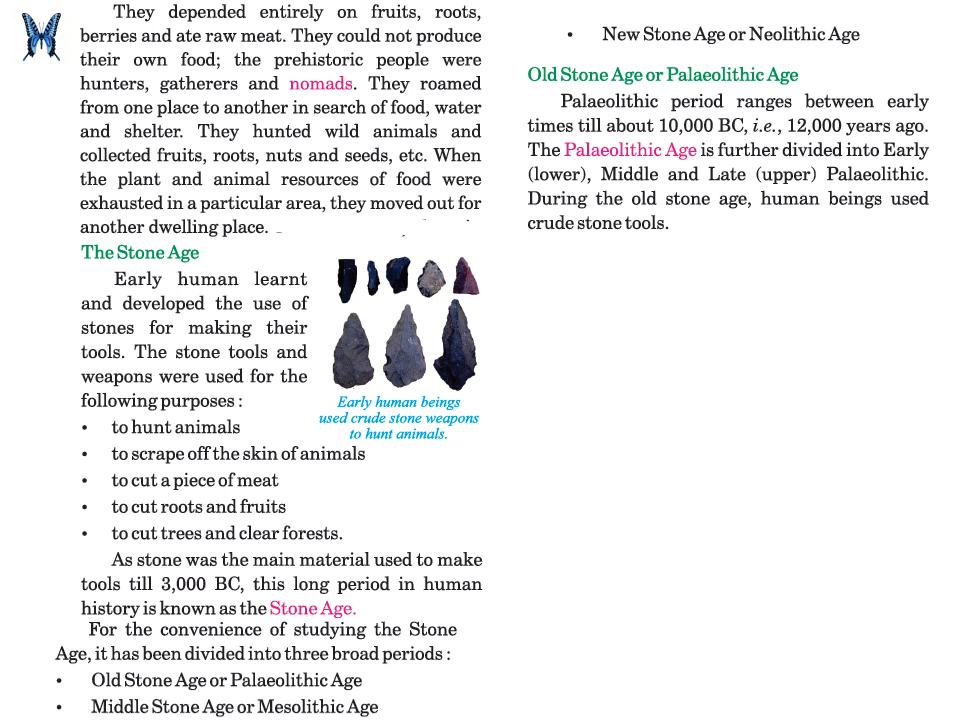 They depended entirely on fruits, roots,
berries and ate raw meat. They could not produce
their own food; the prehistoric people were
hunters, gatherers and nomads. They roamed
from one place to another in search of food, water
and shelter. They hunted wild animals and
collected fruits, roots, nuts and seeds, etc. When
the plant and animal resources of food were
exhausted in a particular area, they moved out for
another dwelling place.
The Stone Age
Early human learnt
and developed the use of
stones for making their
tools. The stone tools and
weapons were used for the
following purposes :
• to hunt animals
• to scrape off the skin of animals
• to cut a piece of meat
• to cut roots and fruits
• to cut trees and clear forests.
Early human beings
used crude stone weapons
to hunt animals.
As stone was the main material used to make
tools till 3,000 BC, this long period in human
history is known as the Stone Age.
For the convenience of studying the Stone
Age, it has been divided into three broad periods :
• Old Stone Age or Palaeolithic Age
• Middle Stone Age or Mesolithic Age
• New Stone Age or Neolithic Age
Old Stone Age or Palaeolithic Age
Palaeolithic period ranges between early
times till about 10,000 BC, i.e., 12,000 years ago.
The Palaeolithic Age is further divided into Early
(lower), Middle and Late (upper) Palaeolithic.
During the old stone age, human beings used
crude stone tools.